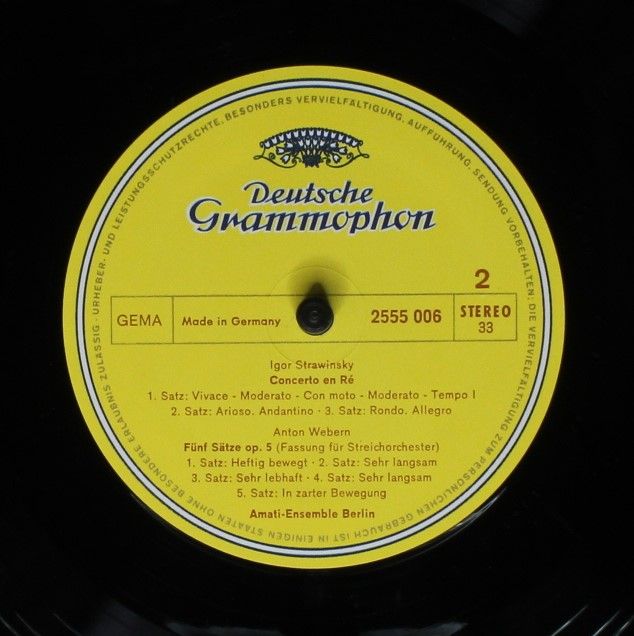 URHEBER- UND LEISTUNGSSCHUTZRECHTE, BESONDERS VERVIELFÄLTIGUNG, AUFFÜHRUNG, SENDUNG VORBEHALTEN; DIE VERVIELFÄLTIGUNG ZUM PERSÖNLICHEN GEBRAUCH IST IN EINIGEN STAATEN OHNE BESONDERE ERLAUBNIS ZULÄSSIG ·
Deutsche
Grammophon
2
GEMA Made in Germany 2555 006 STEREO
33
Igor Strawinsky
Concerto en Ré
1. Satz: Vivace - Moderato - Con moto - Moderato - Tempo I
2. Satz: Arioso. Andantino · 3. Satz: Rondo. Allegro
Anton Webern
Fünf Sätze op. 5 (Fassung für Streichorchester)
1. Satz: Heftig bewegt · 2. Satz: Sehr langsam
3. Satz: Sehr lebhaft · 4. Satz: Sehr langsam
5. Satz: In zarter Bewegung
Amati-Ensemble Berlin